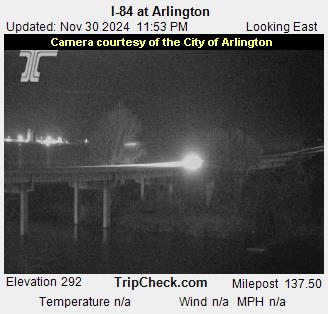 I-84 at Arlington
Updated: Nov 30 2024 11:53 PM Looking East
Camera courtesy of the City of Arlington
Elevation 292 TripCheck.com Milepost 137.50
Temperature n/a Wind n/a MPH n/a